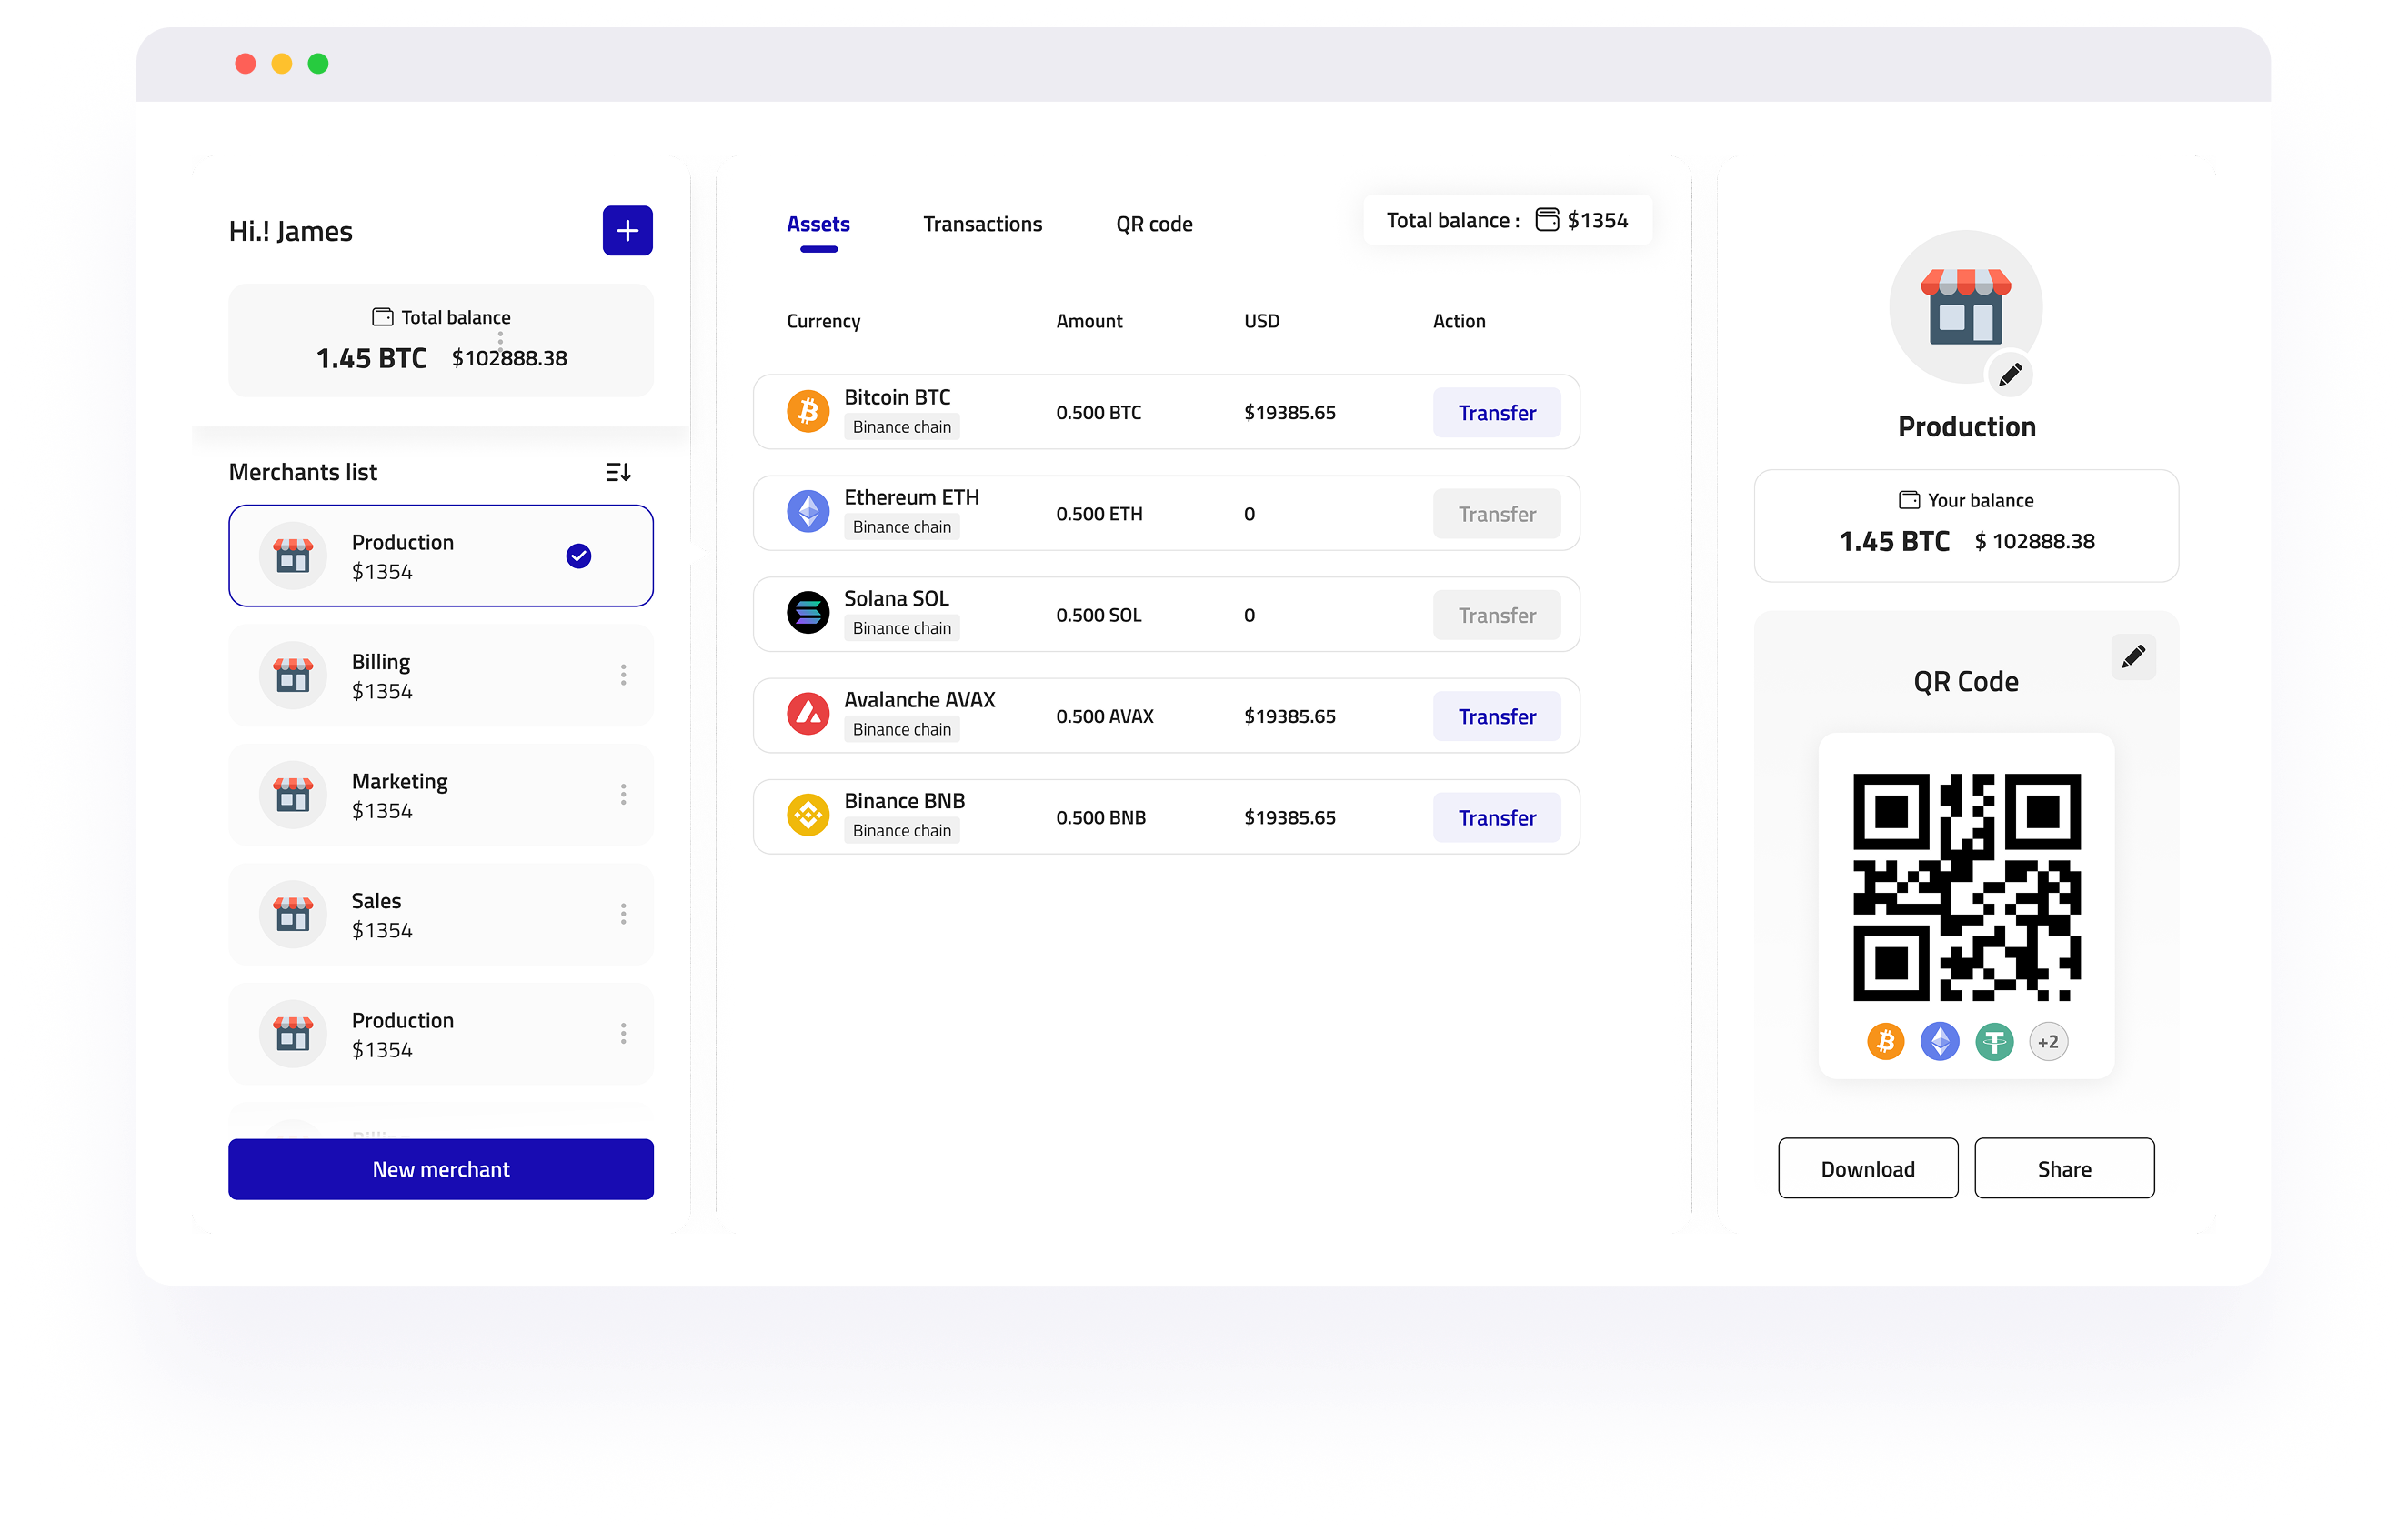 Hi.! James
Total balance
1.45 BTC $102888.38
Merchants list
Production
$1354
Billing
$1354
Marketing
$1354
Sales
$1354
Production
$1354
New merchant
Assets Transactions QR code Total balance : $1354
Currency Amount USD Action
Bitcoin BTC
Binance chain
0.500 BTC $19385.65 Transfer
Ethereum ETH
Binance chain
0.500 ETH 0 Transfer
Solana SOL
Binance chain
0.500 SOL 0 Transfer
Avalanche AVAX
Binance chain
0.500 AVAX $19385.65 Transfer
Binance BNB
Binance chain
0.500 BNB $19385.65 Transfer
Production
Your balance
1.45 BTC $ 102888.38
QR Code
+2
Download Share